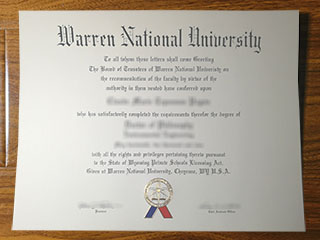 Warren National University
To all whom these letters shall come Greeting
The Board of Trustees of Warren National University on
the recommendation of the faculty by virtue of the
authority in them vested have conferred upon
who has satisfactorily completed the requirements therefor the degree of
with all the rights and privileges pertaining thereto pursuant
to the State of Wyoming Private Schools Licensing Act.
Given at Warren National University, Cheyenne, WY U.S.A.